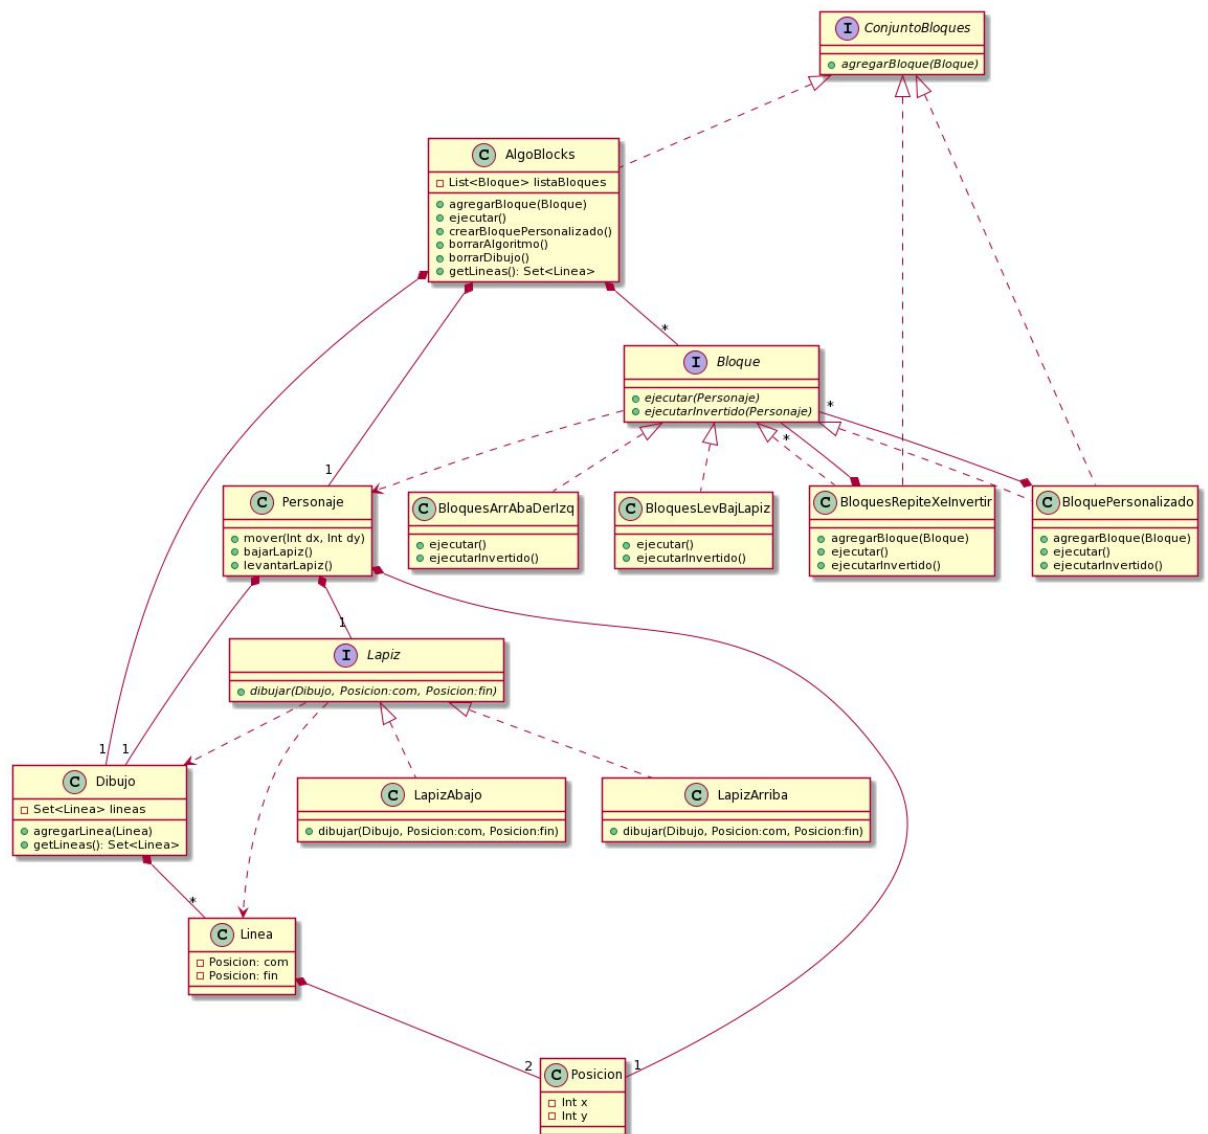 I ConjuntoBloques
agregarBloque(Bloque)
C AlgoBlocks
List<Bloque> listaBloques
agregarBloque(Bloque)
ejecutar()
crearBloquePersonalizado()
borrarAlgoritmo()
borrarDibujo()
getLineas(): Set<Linea>
*
I Bloque
ejecutar(Personaje)
ejecutarInvertido(Personaje)
*
*
1
C Personaje
mover(Int dx, Int dy)
bajarLapiz()
levantarLapiz()
C BloquesArrAbaDerIzq
ejecutar()
ejecutarInvertido()
C BloquesLevBajLapiz
ejecutar()
ejecutarInvertido()
C BloquesRepiteXeInvertir
agregarBloque(Bloque)
ejecutar()
ejecutarInvertido()
C BloquePersonalizado
agregarBloque(Bloque)
ejecutar()
ejecutarInvertido()
1
I Lapiz
dibujar(Dibujo, Posicion:com, Posicion:fin)
1
1
C Dibujo
Set<Linea> lineas
agregarLinea(Linea)
getLineas(): Set<Linea>
C LapizAbajo
dibujar(Dibujo, Posicion:com, Posicion:fin)
C LapizArriba
dibujar(Dibujo, Posicion:com, Posicion:fin)
*
C Linea
Posicion: com
Posicion: fin
2
1
C Posicion
Int x
Int y